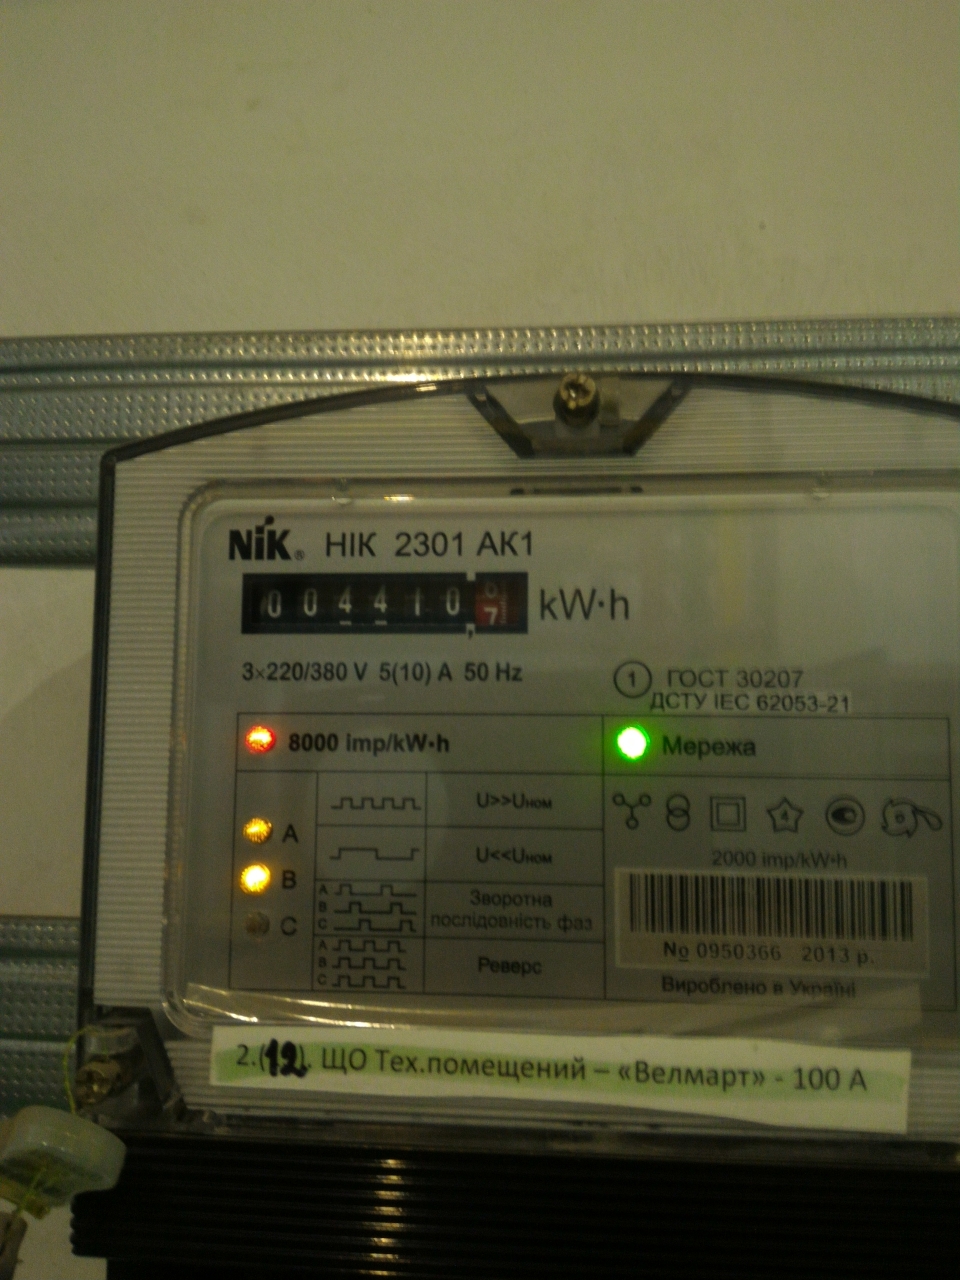 NiK® НІК 2301 АК1
004410 7 kW·h
3×220/380 V 5(10) A 50 Hz
1 ГОСТ 30207
ДСТУ IEC 62053-21
8000 imp/kW·h
Мережа
A
B
C
U>>Uном
U<<Uном
A
B
C
Зворотна
послідовність фаз
A
B
C
Реверс
4
2000 imp/kW·h
№ 0950366 2013 р.
Вироблено в Україні
2.(12). ЩО Тех.помещений – «Велмарт» - 100 А